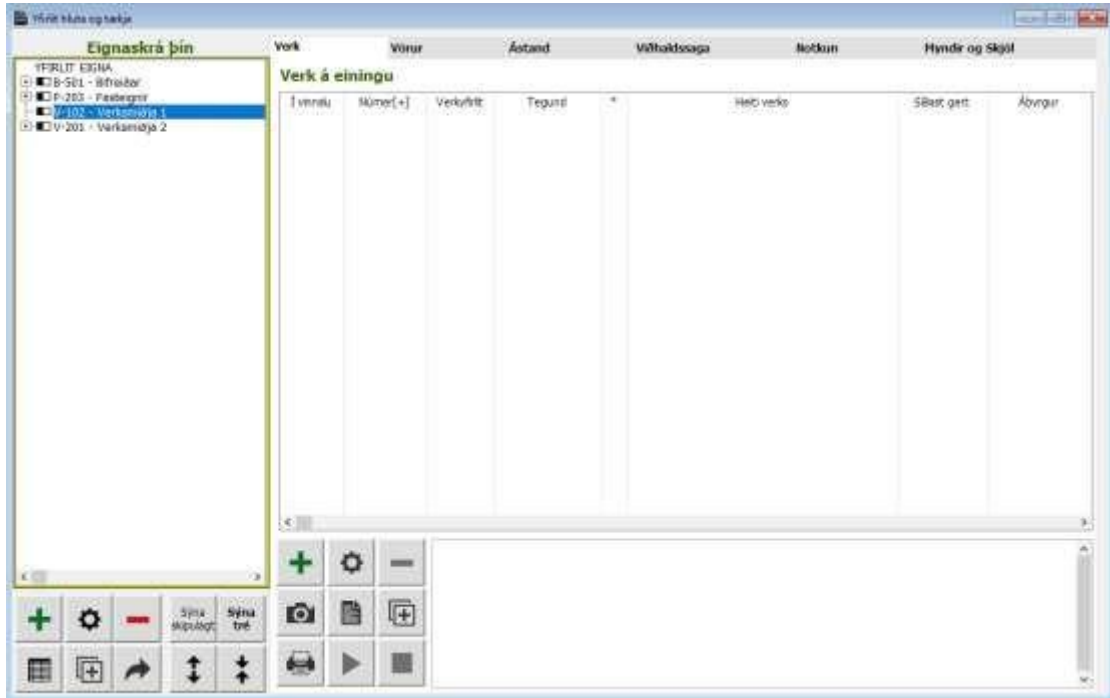 Yfirlit hluta og tækja
Eignaskrá þín
YFIRLIT EIGNA
B-501 - Bifreiðar
F-203 - Fasteignir
V-102 - Verksmiðja 1
V-201 - Verksmiðja 2
Verk
Vörur
Ástand
Viðhaldssaga
Notkun
Myndir og Skjöl
Verk á einingu
Í vinnslu
Númer[+]
Verkyfirlit
Tegund
*
Heiti verks
Síðast gert
Ábyrgur
Sýna skipulagt
Sýna tré